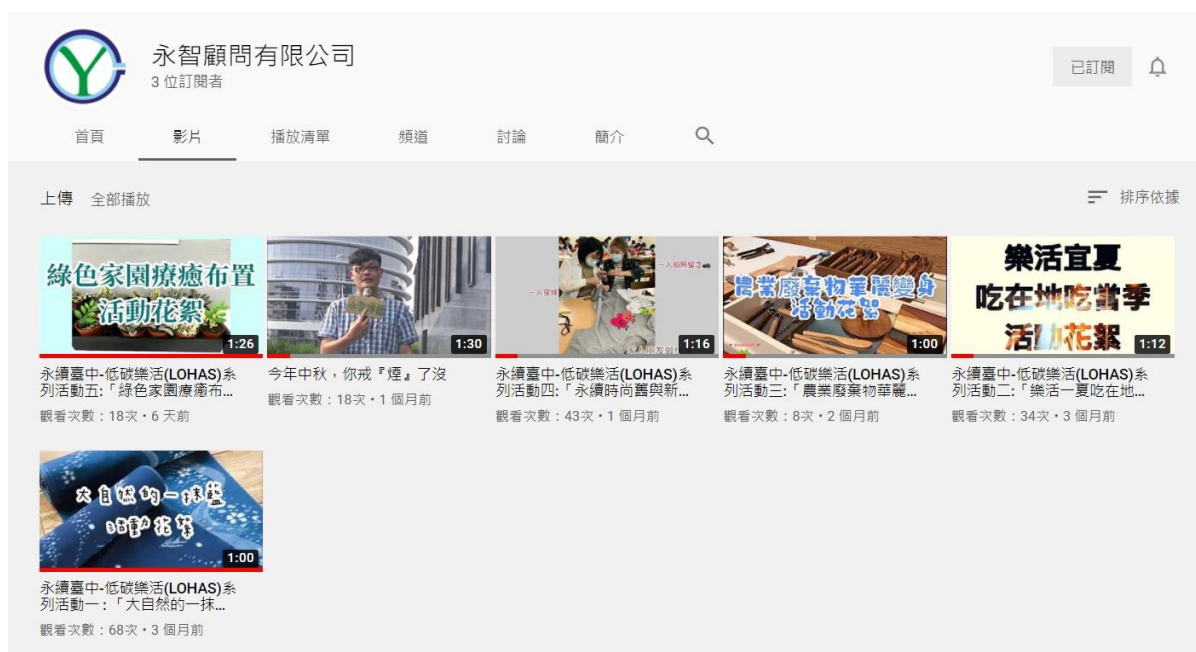 永智顧問有限公司
3 位訂閱者
已訂閱
首頁 影片 播放清單 頻道 討論 簡介
上傳 全部播放
排序依據
綠色家園療癒布置
活動花絮
1:26
永續臺中-低碳樂活(LOHAS)系
列活動五:「綠色家園療癒布...
觀看次數：18次・6 天前
1:30
今年中秋，你戒『煙』了沒
觀看次數：18次・1 個月前
一人拍照留念
1:16
永續臺中-低碳樂活(LOHAS)系
列活動四:「永續時尚舊與新...
觀看次數：43次・1 個月前
農業廢棄物華麗變身
活動花絮
1:00
永續臺中-低碳樂活(LOHAS)系
列活動三:「農業廢棄物華麗...
觀看次數：8次・2 個月前
樂活宜夏
吃在地吃當季
活動花絮
1:12
永續臺中-低碳樂活(LOHAS)系
列活動二:「樂活一夏吃在地...
觀看次數：34次・3 個月前
大自然的一抹藍
活動花絮
1:00
永續臺中-低碳樂活(LOHAS)系
列活動一:「大自然的一抹...
觀看次數：68次・3 個月前